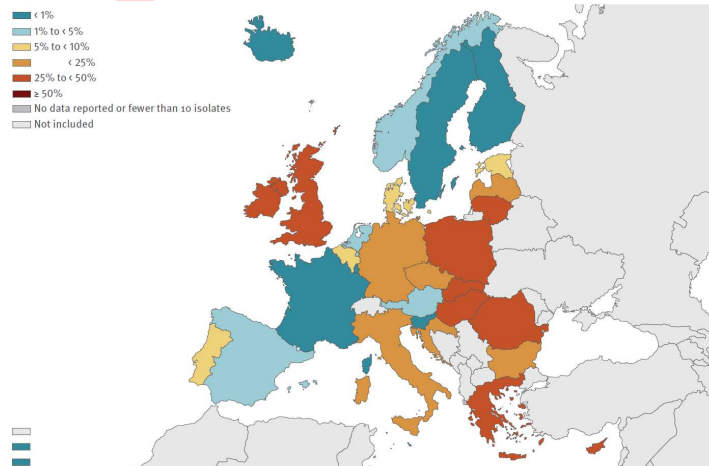 < 1%
1% to < 5%
5% to < 10%
< 25%
25% to < 50%
≥ 50%
No data reported or fewer than 10 isolates
Not included